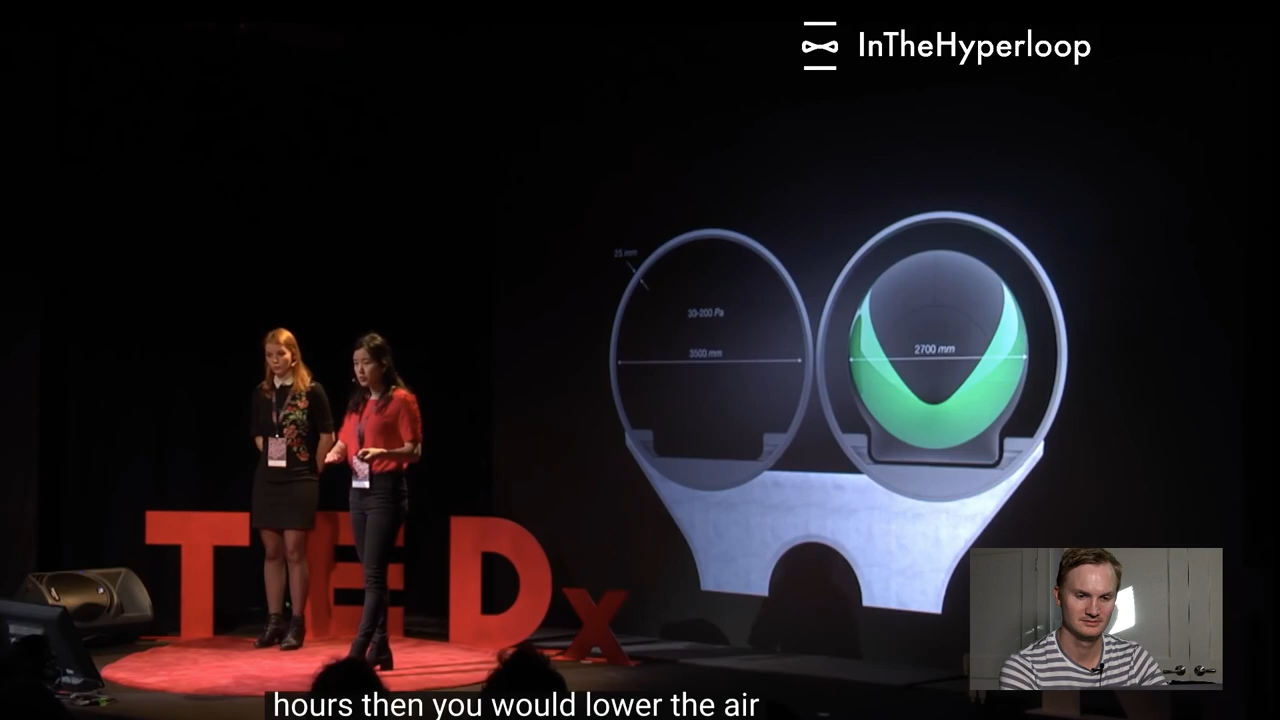 InTheHyperloop
25 mm
30-200 Pa
3500 mm
2700 mm
TEDx
hours then you would lower the air